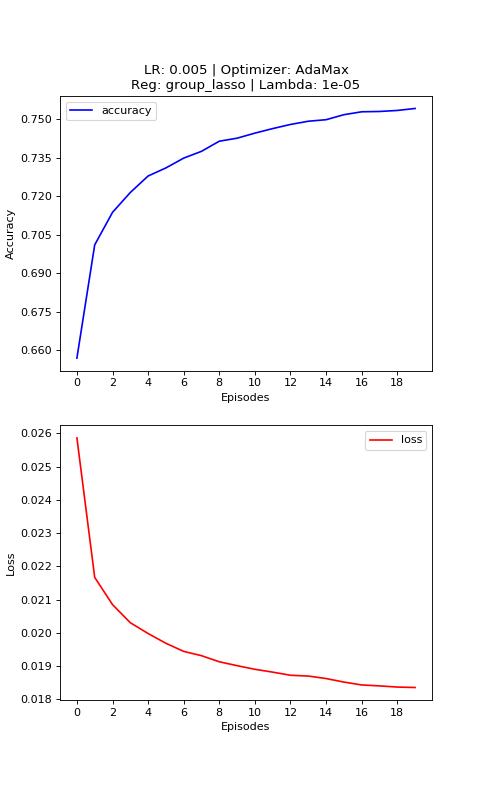 LR: 0.005 | Optimizer: AdaMax
Reg: group_lasso | Lambda: 1e-05
accuracy
Accuracy
0.750
0.735
0.720
0.705
0.690
0.675
0.660
0 2 4 6 8 10 12 14 16 18
Episodes
loss
Loss
0.026
0.025
0.024
0.023
0.022
0.021
0.020
0.019
0.018
0 2 4 6 8 10 12 14 16 18
Episodes